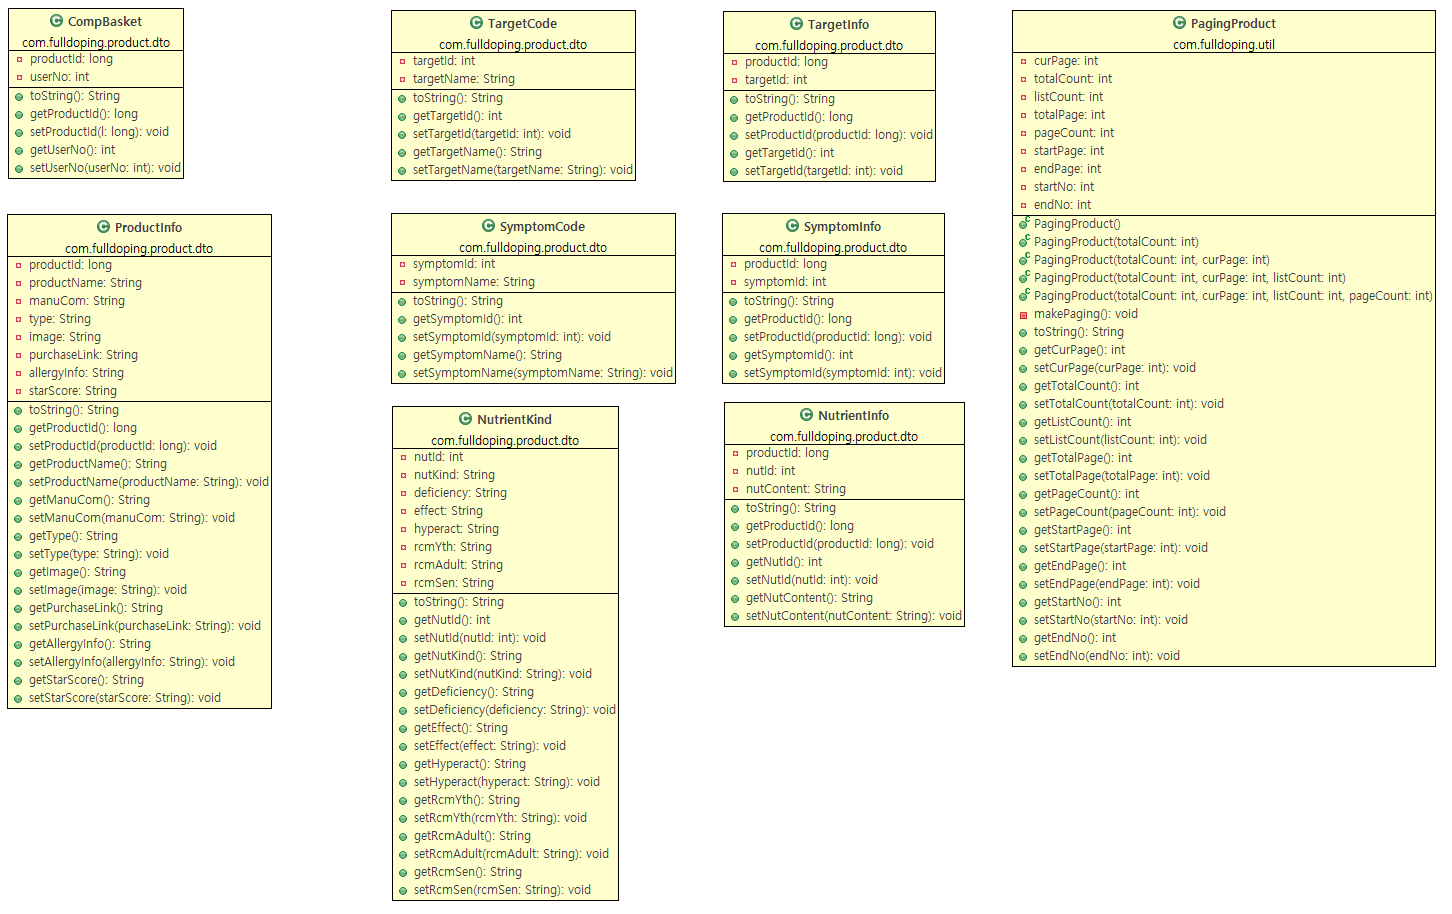 CompBasket
com.fulldoping.product.dto
productId: long
userNo: int
toString(): String
getProductId(): long
setProductId(l: long): void
getUserNo(): int
setUserNo(userNo: int): void
TargetCode
com.fulldoping.product.dto
targetId: int
targetName: String
toString(): String
getTargetId(): int
setTargetId(targetId: int): void
getTargetName(): String
setTargetName(targetName: String): void
TargetInfo
com.fulldoping.product.dto
productId: long
targetId: int
toString(): String
getProductId(): long
setProductId(productId: long): void
getTargetId(): int
setTargetId(targetId: int): void
PagingProduct
com.fulldoping.util
curPage: int
totalCount: int
listCount: int
totalPage: int
pageCount: int
startPage: int
endPage: int
startNo: int
endNo: int
PagingProduct()
PagingProduct(totalCount: int)
PagingProduct(totalCount: int, curPage: int)
PagingProduct(totalCount: int, curPage: int, listCount: int)
PagingProduct(totalCount: int, curPage: int, listCount: int, pageCount: int)
makePaging(): void
toString(): String
getCurPage(): int
setCurPage(curPage: int): void
getTotalCount(): int
setTotalCount(totalCount: int): void
getListCount(): int
setListCount(listCount: int): void
getTotalPage(): int
setTotalPage(totalPage: int): void
getPageCount(): int
setPageCount(pageCount: int): void
getStartPage(): int
setStartPage(startPage: int): void
getEndPage(): int
setEndPage(endPage: int): void
getStartNo(): int
setStartNo(startNo: int): void
getEndNo(): int
setEndNo(endNo: int): void
ProductInfo
com.fulldoping.product.dto
productId: long
productName: String
manuCom: String
type: String
image: String
purchaseLink: String
allergyInfo: String
starScore: String
toString(): String
getProductId(): long
setProductId(productId: long): void
getProductName(): String
setProductName(productName: String): void
getManuCom(): String
setManuCom(manuCom: String): void
getType(): String
setType(type: String): void
getImage(): String
setImage(image: String): void
getPurchaseLink(): String
setPurchaseLink(purchaseLink: String): void
getAllergyInfo(): String
setAllergyInfo(allergyInfo: String): void
getStarScore(): String
setStarScore(starScore: String): void
SymptomCode
com.fulldoping.product.dto
symptomId: int
symptomName: String
toString(): String
getSymptomId(): int
setSymptomId(symptomId: int): void
getSymptomName(): String
setSymptomName(symptomName: String): void
SymptomInfo
com.fulldoping.product.dto
productId: long
symptomId: int
toString(): String
getProductId(): long
setProductId(productId: long): void
getSymptomId(): int
setSymptomId(symptomId: int): void
NutrientKind
com.fulldoping.product.dto
nutId: int
nutKind: String
deficiency: String
effect: String
hyperact: String
rcmYth: String
rcmAdult: String
rcmSen: String
toString(): String
getNutId(): int
setNutId(nutId: int): void
getNutKind(): String
setNutKind(nutKind: String): void
getDeficiency(): String
setDeficiency(deficiency: String): void
getEffect(): String
setEffect(effect: String): void
getHyperact(): String
setHyperact(hyperact: String): void
getRcmYth(): String
setRcmYth(rcmYth: String): void
getRcmAdult(): String
setRcmAdult(rcmAdult: String): void
getRcmSen(): String
setRcmSen(rcmSen: String): void
NutrientInfo
com.fulldoping.product.dto
productId: long
nutId: int
nutContent: String
toString(): String
getProductId(): long
setProductId(productId: long): void
getNutId(): int
setNutId(nutId: int): void
getNutContent(): String
setNutContent(nutContent: String): void